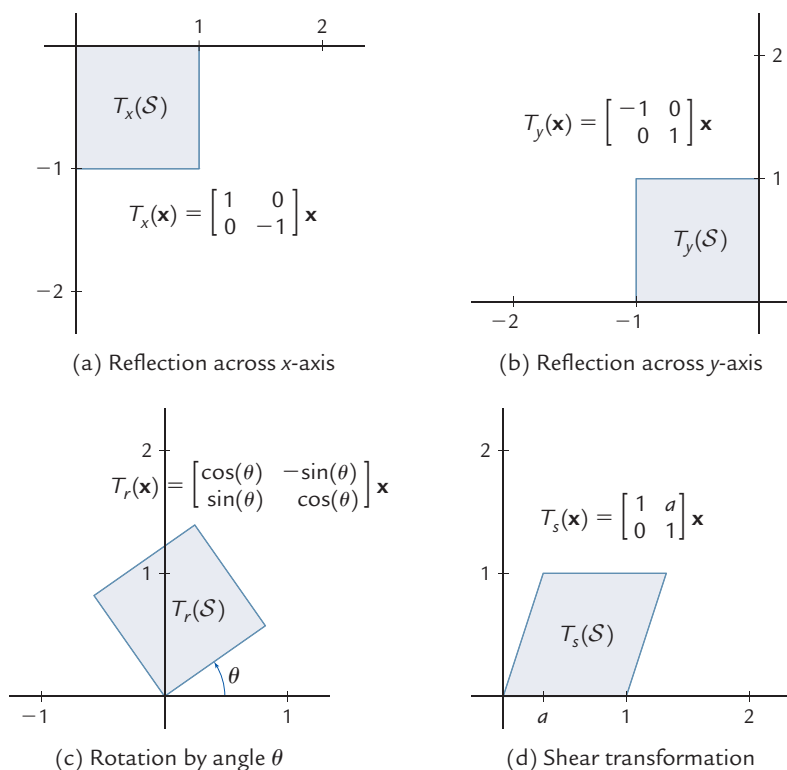 1 2
T_x(S)
−1
T_x(x) = [1 0; 0 −1] x
−2
(a) Reflection across x-axis
2
T_y(x) = [−1 0; 0 1] x
1
T_y(S)
−2 −1
(b) Reflection across y-axis
2
T_r(x) = [cos(θ) −sin(θ); sin(θ) cos(θ)] x
1
T_r(S)
θ
−1 1
(c) Rotation by angle θ
2
T_s(x) = [1 a; 0 1] x
1
T_s(S)
a 1 2
(d) Shear transformation